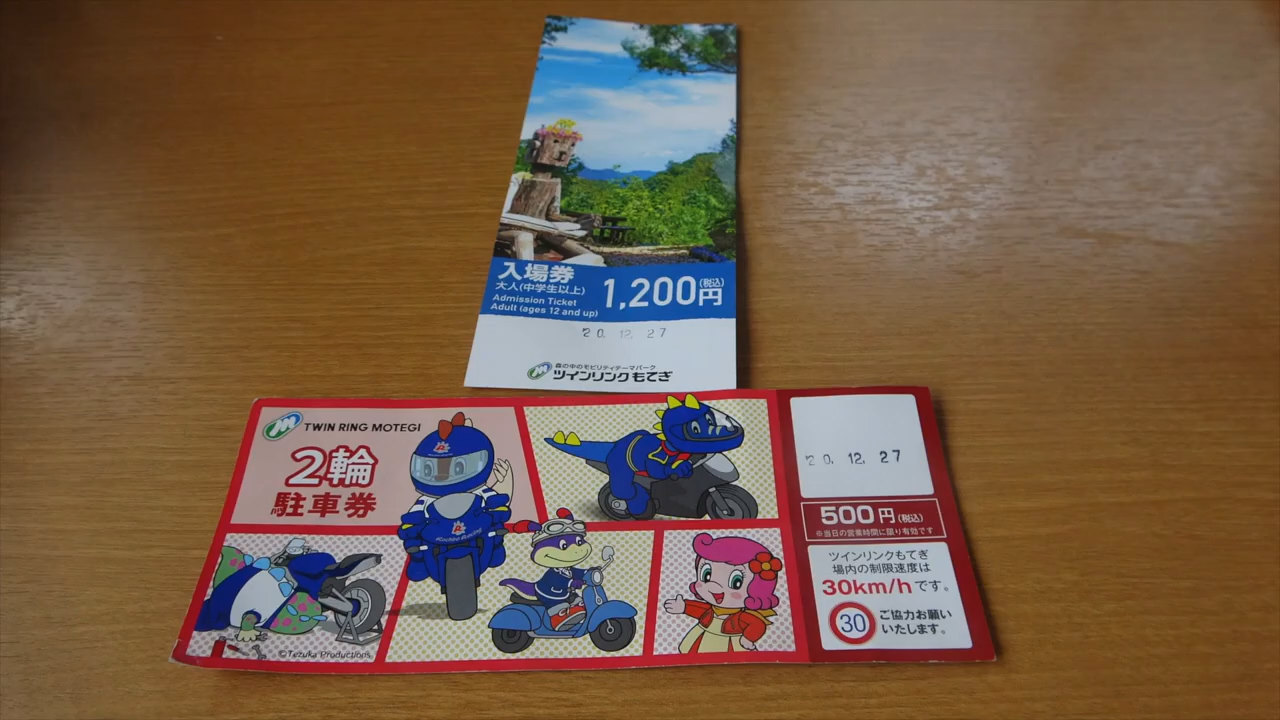 入場券
大人(中学生以上)
1,200円(税込)
Admission Ticket
Adult (ages 12 and up)
'20. 12. 27
森の中のモビリティテーマパーク
ツインリンクもてぎ
TWIN RING MOTEGI
2輪
駐車券
©Tezuka Productions
'20. 12. 27
500円(税込)
※当日の営業時間に限り有効です
ツインリンクもてぎ
場内の制限速度は
30km/hです。
30
ご協力お願い
いたします。